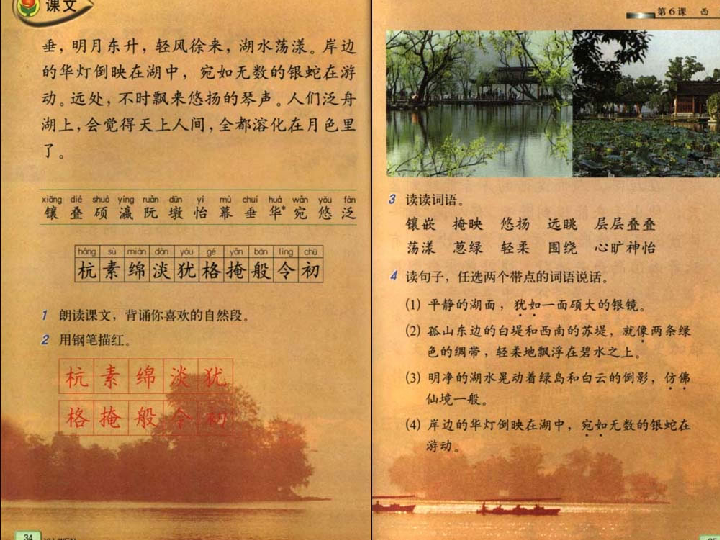 课文
垂，明月东升，轻风徐来，湖水荡漾。岸边
的华灯倒映在湖中，宛如无数的银蛇在游
动。远处，不时飘来悠扬的琴声。人们泛舟
湖上，会觉得天上人间，全都溶化在月色里
了。
xiāng dié shuò yíng ruǎn dūn yí mù chuí huá wǎn yōu fàn
镶 叠 硕 瀛 阮 墩 怡 幕 垂 华* 宛 悠 泛
háng sù mián dàn yóu gé yǎn bān lìng chū
杭 素 绵 淡 犹 格 掩 般 令 初
1 朗读课文，背诵你喜欢的自然段。
2 用钢笔描红。
杭 素 绵 淡 犹
格 掩 般 令 初
34
第6课 西
3 读读词语。
镶嵌 掩映 悠扬 远眺 层层叠叠
荡漾 葱绿 轻柔 围绕 心旷神怡
4 读句子，任选两个带点的词语说话。
(1) 平静的湖面，犹如一面硕大的银镜。
(2) 孤山东边的白堤和西南的苏堤，就像两条绿
色的绸带，轻柔地飘浮在碧水之上。
(3) 明净的湖水晃动着绿岛和白云的倒影，仿佛
仙境一般。
(4) 岸边的华灯倒映在湖中，宛如无数的银蛇在
游动。